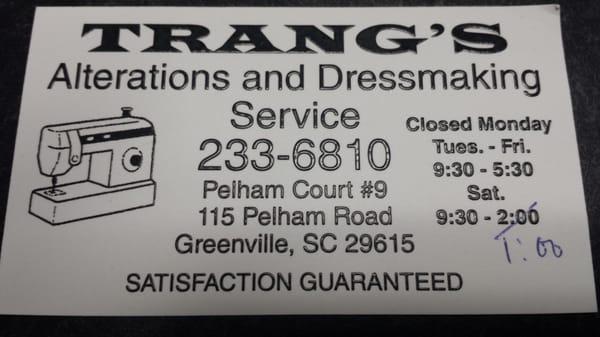 TRANG'S
Alterations and Dressmaking
Service
233-6810
Pelham Court #9
115 Pelham Road
Greenville, SC 29615
Closed Monday
Tues. - Fri.
9:30 - 5:30
Sat.
9:30 - 2:00
1:00
SATISFACTION GUARANTEED